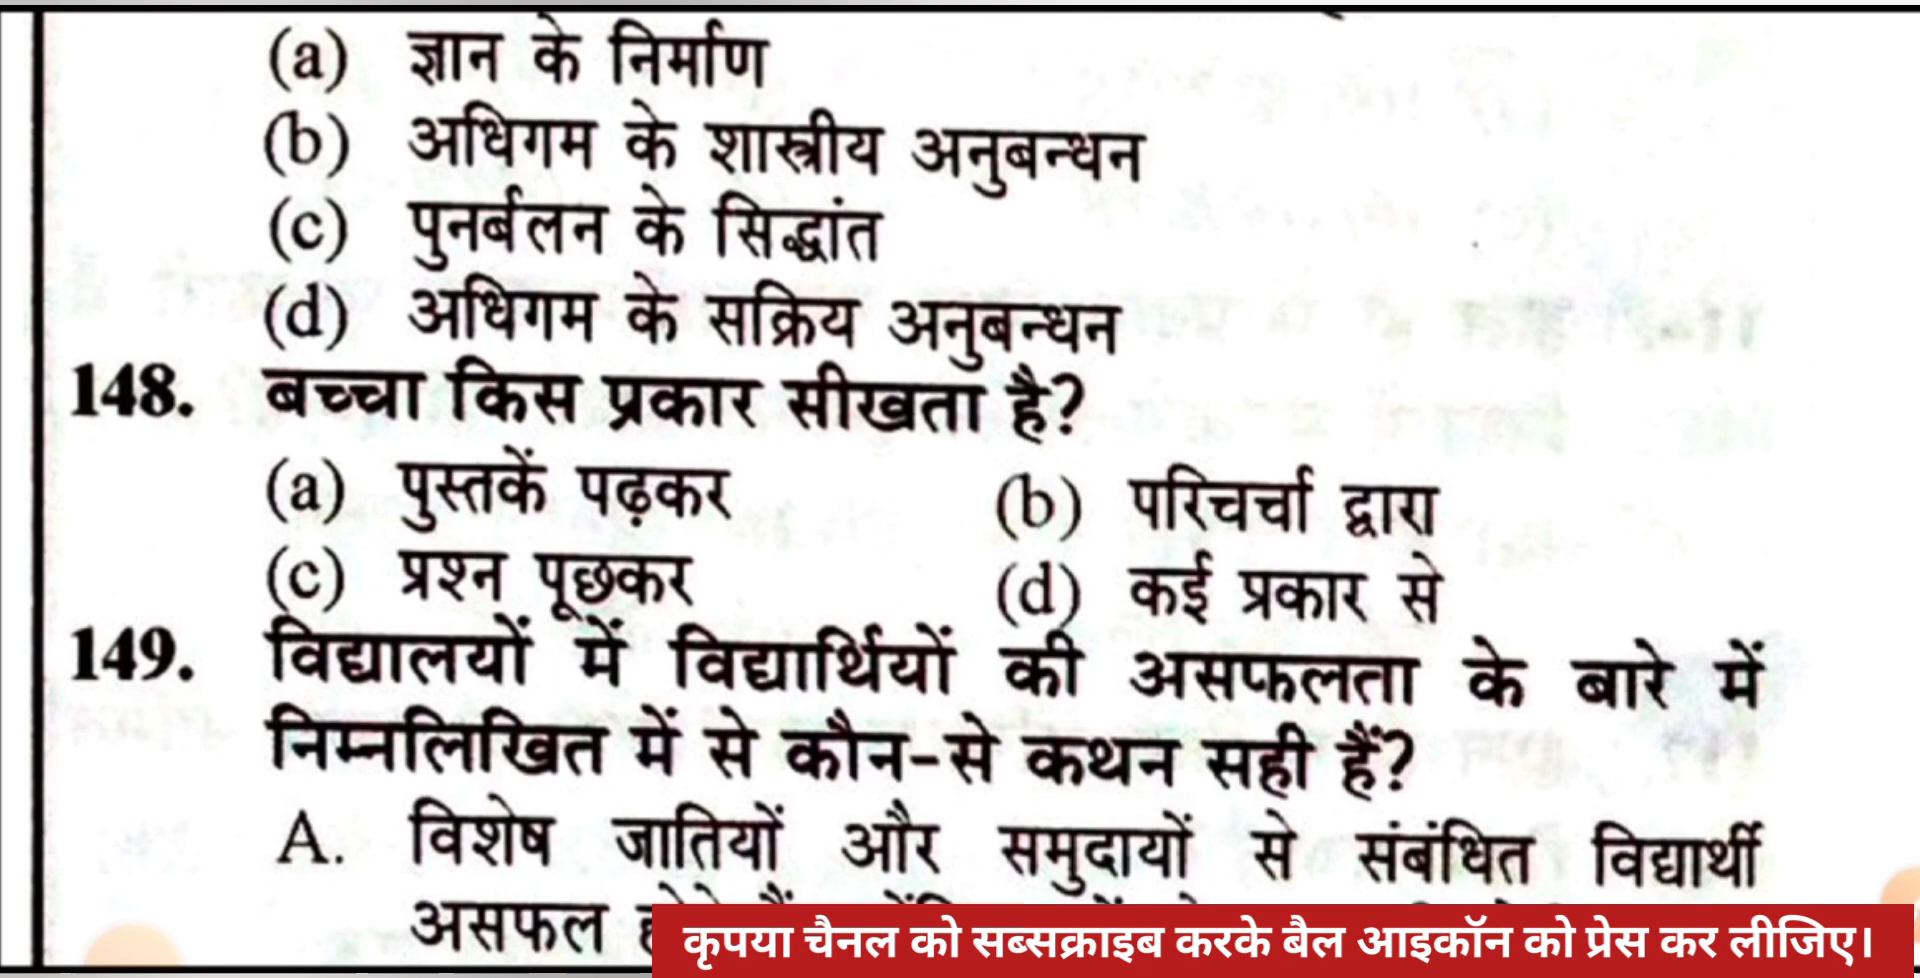 (a) ज्ञान के निर्माण
(b) अधिगम के शास्त्रीय अनुबन्धन
(c) पुनर्बलन के सिद्धांत
(d) अधिगम के सक्रिय अनुबन्धन
148. बच्चा किस प्रकार सीखता है?
(a) पुस्तकें पढ़कर (b) परिचर्चा द्वारा
(c) प्रश्न पूछकर (d) कई प्रकार से
149. विद्यालयों में विद्यार्थियों की असफलता के बारे में
निम्नलिखित में से कौन-से कथन सही हैं?
A. विशेष जातियों और समुदायों से संबंधित विद्यार्थी
असफल
कृपया चैनल को सब्सक्राइब करके बैल आइकॉन को प्रेस कर लीजिए।